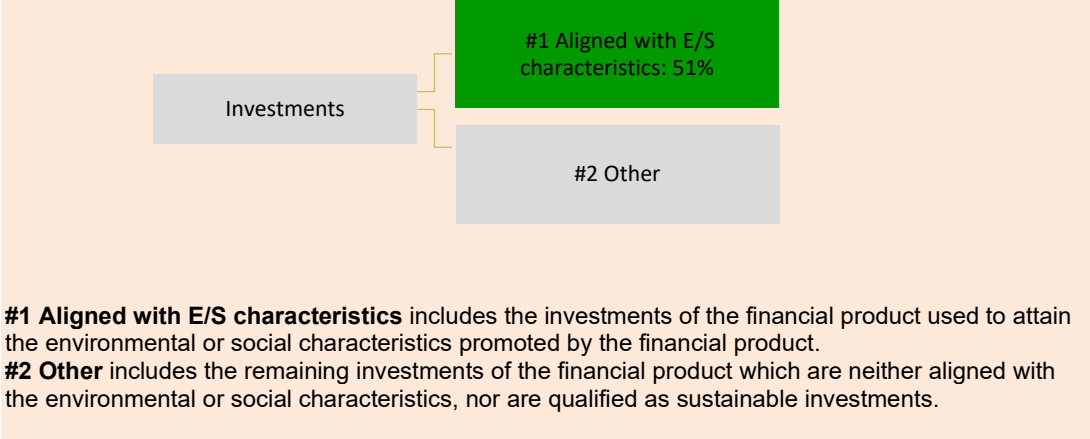 #1 Aligned with E/S
characteristics: 51%
Investments
#2 Other
#1 Aligned with E/S characteristics includes the investments of the financial product used to attain
the environmental or social characteristics promoted by the financial product.
#2 Other includes the remaining investments of the financial product which are neither aligned with
the environmental or social characteristics, nor are qualified as sustainable investments.